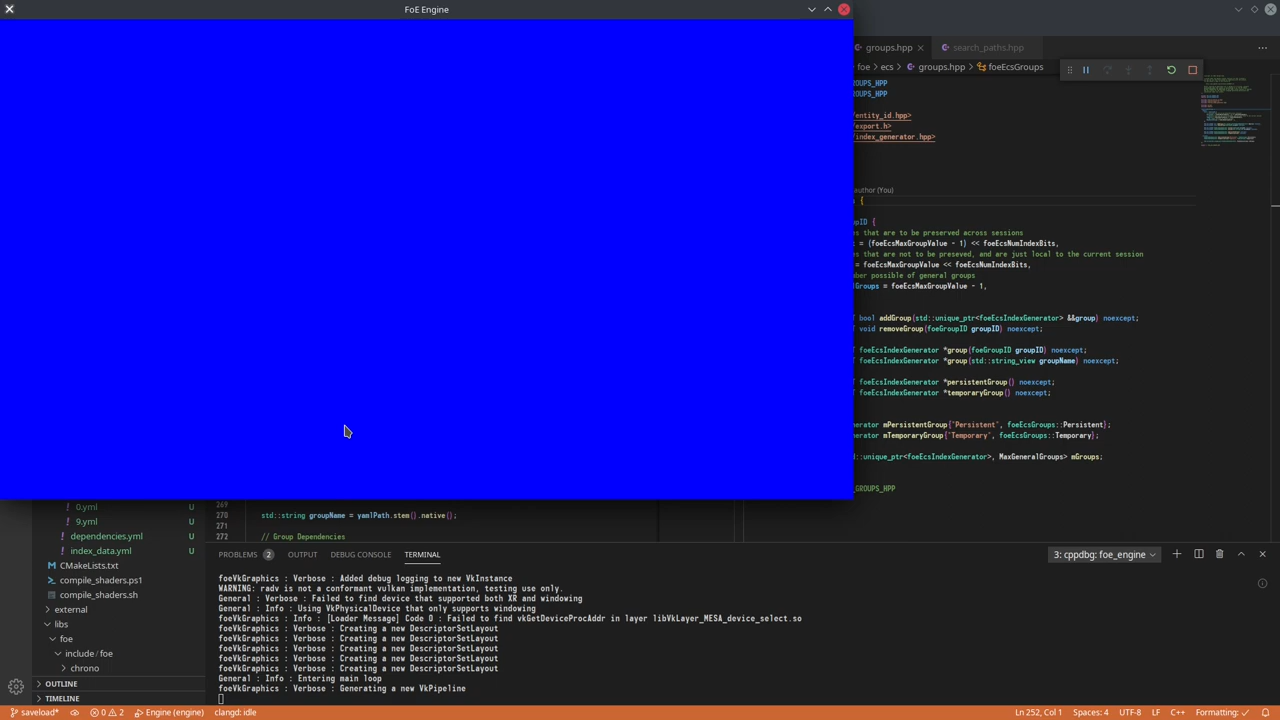 FoE Engine
groups.hpp
search_paths.hpp
foe
ecs
groups.hpp
foeEcsGroups
OUPS_HPP
OUPS_HPP
entity_id.hpp>
export.h>
index_generator.hpp>
author (You)
{
upID {
es that are to be preserved across sessions
= (foeEcsMaxGroupValue - 1) << foeEcsNumIndexBits,
es that are not to be preseved, and are just local to the current session
= foeEcsMaxGroupValue << foeEcsNumIndexBits,
ber possible of general groups
lGroups = foeEcsMaxGroupValue - 1,
T bool addGroup(std::unique_ptr<foeEcsIndexGenerator> &&group) noexcept;
T void removeGroup(foeGroupID groupID) noexcept;
T foeEcsIndexGenerator *group(foeGroupID groupID) noexcept;
T foeEcsIndexGenerator *group(std::string_view groupName) noexcept;
T foeEcsIndexGenerator *persistentGroup() noexcept;
T foeEcsIndexGenerator *temporaryGroup() noexcept;
nerator mPersistentGroup{"Persistent", foeEcsGroups::Persistent};
nerator mTemporaryGroup{"Temporary", foeEcsGroups::Temporary};
::unique_ptr<foeEcsIndexGenerator>, MaxGeneralGroups> mGroups;
_GROUPS_HPP
0.yml U
9.yml U
dependencies.yml U
index_data.yml U
CMakeLists.txt
compile_shaders.ps1
compile_shaders.sh
external
libs
foe
include / foe
chrono
OUTLINE
TIMELINE
269
270 std::string groupName = yamlPath.stem().native();
271
272 // Group Dependencies
PROBLEMS 2 OUTPUT DEBUG CONSOLE TERMINAL 3: cppdbg: foe_engine
foeVkGraphics : Verbose : Added debug logging to new VkInstance
WARNING: radv is not a conformant vulkan implementation, testing use only.
General : Verbose : Failed to find device that supported both XR and windowing
General : Info : Using VkPhysicalDevice that only supports windowing
foeVkGraphics : Info : [Loader Message] Code 0 : Failed to find vkGetDeviceProcAddr in layer libVkLayer_MESA_device_select.so
foeVkGraphics : Verbose : Creating a new DescriptorSetLayout
foeVkGraphics : Verbose : Creating a new DescriptorSetLayout
foeVkGraphics : Verbose : Creating a new DescriptorSetLayout
foeVkGraphics : Verbose : Creating a new DescriptorSetLayout
foeVkGraphics : Verbose : Creating a new DescriptorSetLayout
General : Info : Entering main loop
foeVkGraphics : Verbose : Generating a new VkPipeline
saveload* 0 2 Engine (engine) clangd: idle Ln 252, Col 1 Spaces: 4 UTF-8 LF C++ Formatting: ✓